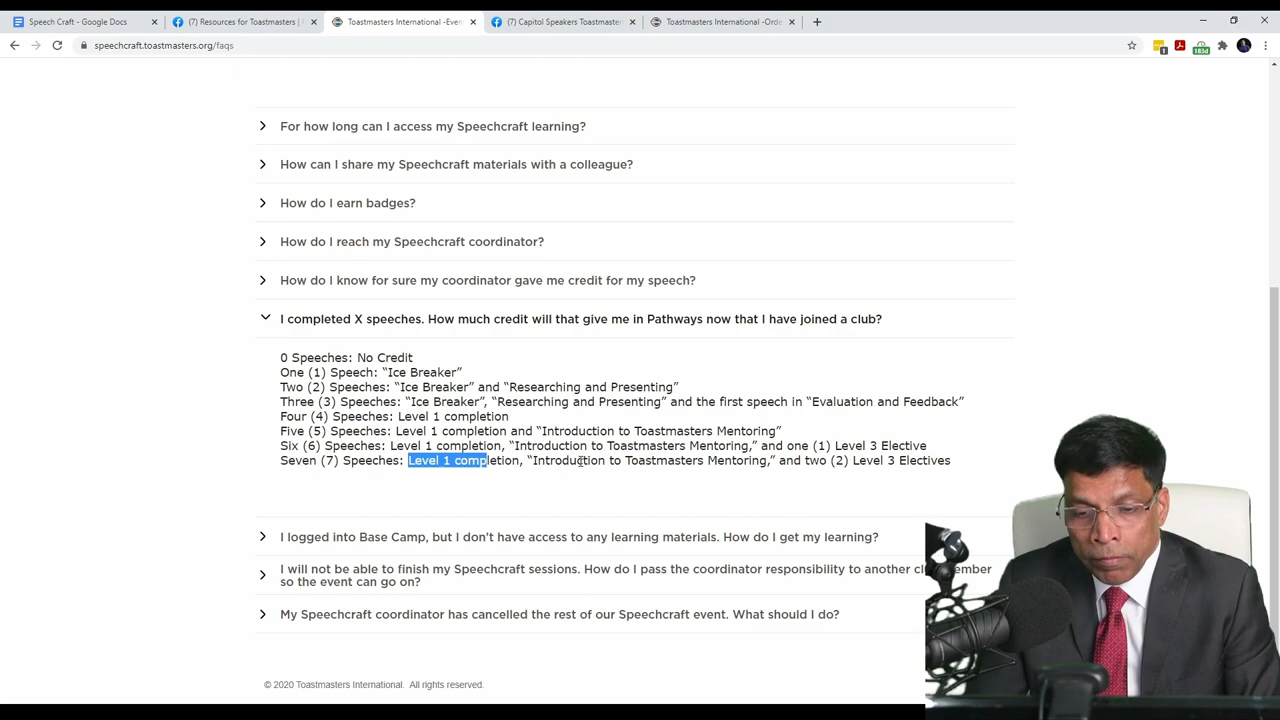 Speech Craft - Google Docs
(7) Resources for Toastmasters |
Toastmasters International -Even
(7) Capitol Speakers Toastmaster
Toastmasters International -Orde
speechcraft.toastmasters.org/faqs
1
183d
For how long can I access my Speechcraft learning?
How can I share my Speechcraft materials with a colleague?
How do I earn badges?
How do I reach my Speechcraft coordinator?
How do I know for sure my coordinator gave me credit for my speech?
I completed X speeches. How much credit will that give me in Pathways now that I have joined a club?
0 Speeches: No Credit
One (1) Speech: “Ice Breaker”
Two (2) Speeches: “Ice Breaker” and “Researching and Presenting”
Three (3) Speeches: “Ice Breaker”, “Researching and Presenting” and the first speech in “Evaluation and Feedback”
Four (4) Speeches: Level 1 completion
Five (5) Speeches: Level 1 completion and “Introduction to Toastmasters Mentoring”
Six (6) Speeches: Level 1 completion, “Introduction to Toastmasters Mentoring,” and one (1) Level 3 Elective
Seven (7) Speeches: Level 1 completion, “Introduction to Toastmasters Mentoring,” and two (2) Level 3 Electives
I logged into Base Camp, but I don’t have access to any learning materials. How do I get my learning?
I will not be able to finish my Speechcraft sessions. How do I pass the coordinator responsibility to another cl mber
so the event can go on?
My Speechcraft coordinator has cancelled the rest of our Speechcraft event. What should I do?
© 2020 Toastmasters International. All rights reserved.